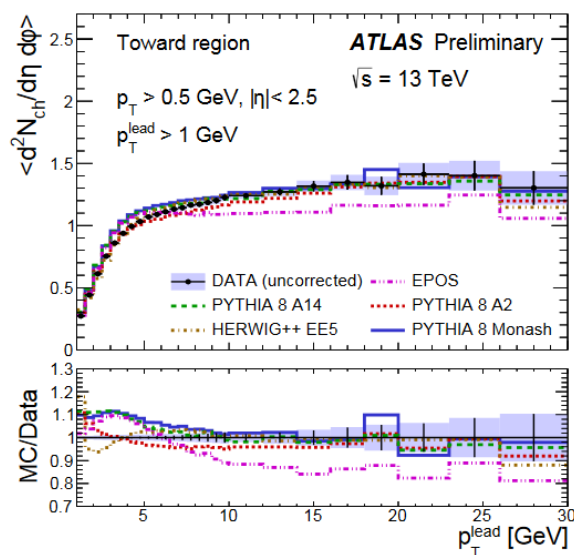 Toward region
ATLAS Preliminary
√s = 13 TeV
p_T > 0.5 GeV, |η| < 2.5
p_T^lead > 1 GeV
<d²N_ch/dη dφ>
2.5
2
1.5
1
0.5
0
DATA (uncorrected)
EPOS
PYTHIA 8 A14
PYTHIA 8 A2
HERWIG++ EE5
PYTHIA 8 Monash
MC/Data
1.3
1.2
1.1
1
0.9
0.8
0.7
5 10 15 20 25 30
p_T^lead [GeV]